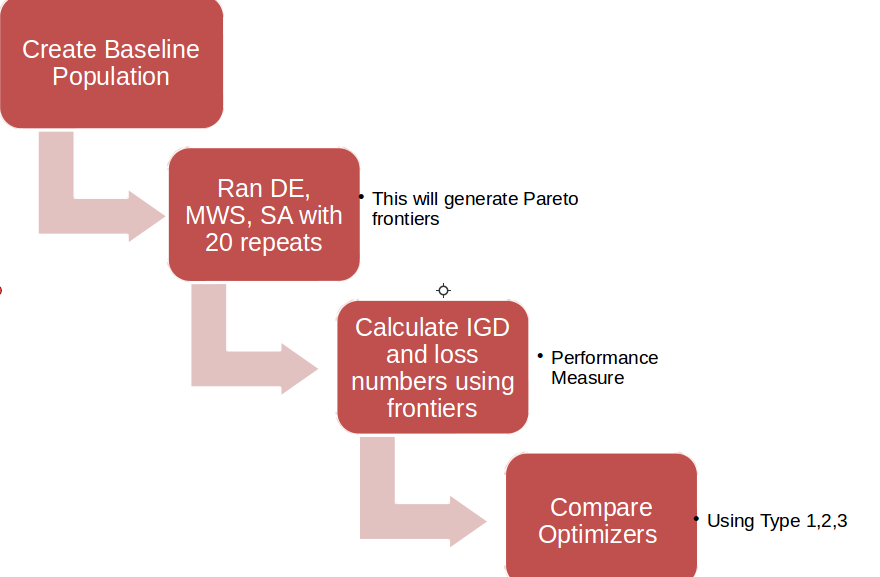 Create Baseline
Population
Ran DE,
MWS, SA with
20 repeats
• This will generate Pareto
frontiers
Calculate IGD
and loss
numbers using
frontiers
• Performance
Measure
Compare
Optimizers
• Using Type 1,2,3